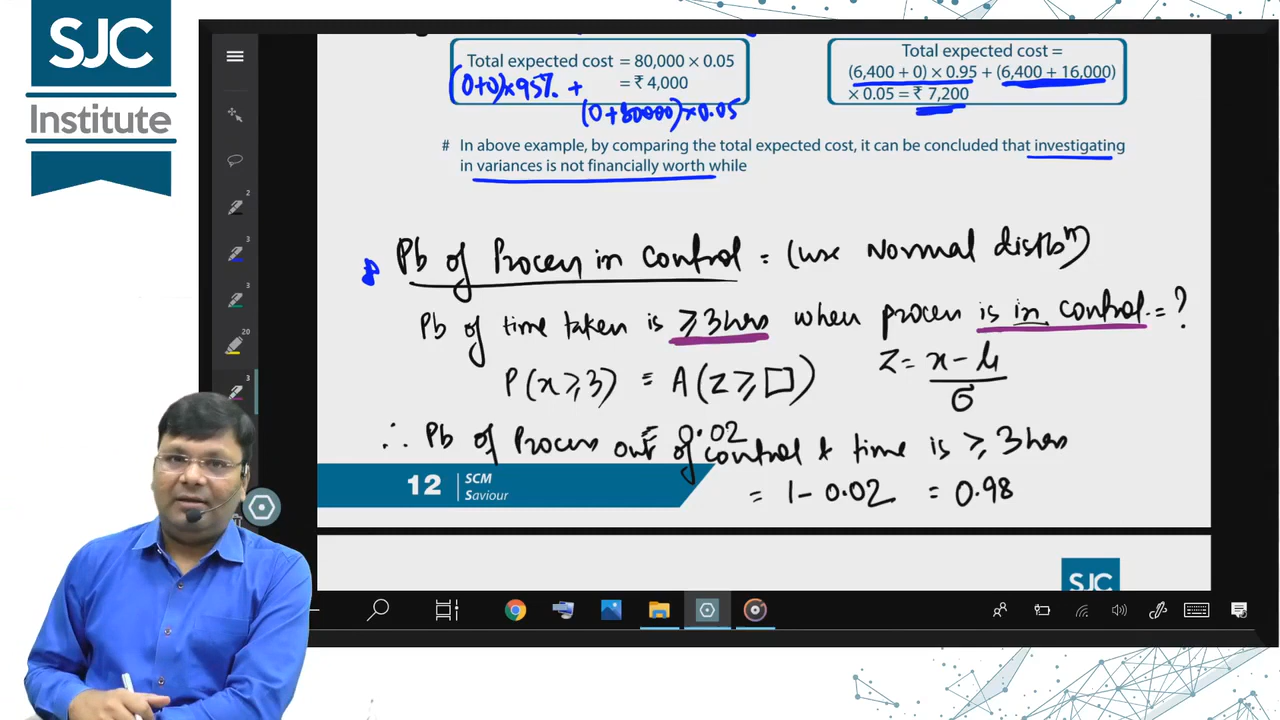 SJC
Institute
Total expected cost = 80,000 × 0.05
= ₹ 4,000
(0+0)×95% +
(0+80000)×0.05
Total expected cost =
(6,400 + 0) × 0.95 + (6,400 + 16,000)
× 0.05 = ₹ 7,200
# In above example, by comparing the total expected cost, it can be concluded that investigating
in variances is not financially worth while
Pb of Process in Control = (use Normal distbⁿ)
Pb of time taken is ≥ 3 hrs when process is in control = ?
P(x ≥ 3) = A(Z ≥ □)
Z = x - μ
σ
0.02
∴ Pb of Process out of control & time is ≥ 3 hrs
= 1 - 0.02 = 0.98
12
SCM
Saviour
SJC
2
3
3
20
3